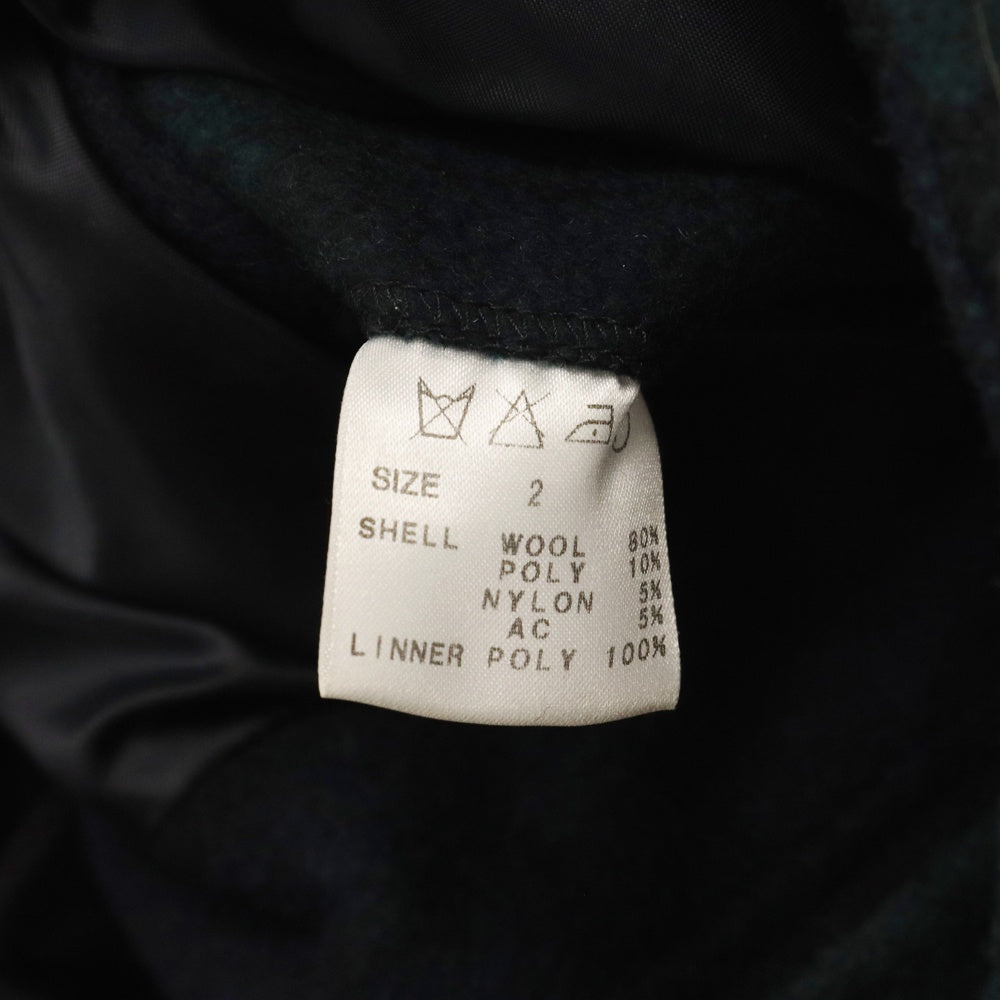 SIZE 2
SHELL WOOL 80%
POLY 10%
NYLON 5%
AC 5%
LINNER POLY 100%